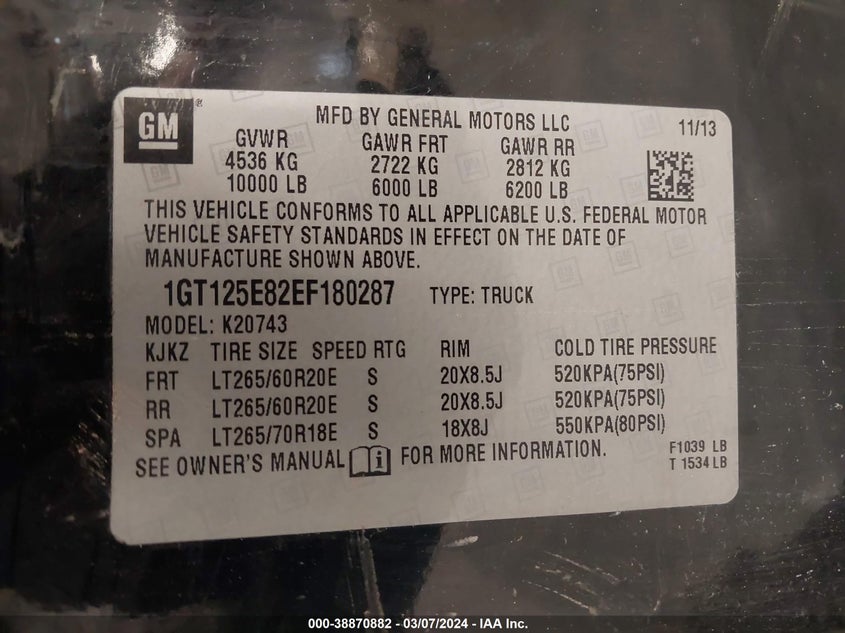 GM ®
MFD BY GENERAL MOTORS LLC 11/13
GVWR GAWR FRT GAWR RR
4536 KG 2722 KG 2812 KG
10000 LB 6000 LB 6200 LB
THIS VEHICLE CONFORMS TO ALL APPLICABLE U.S. FEDERAL MOTOR
VEHICLE SAFETY STANDARDS IN EFFECT ON THE DATE OF
MANUFACTURE SHOWN ABOVE.
1GT125E82EF180287 TYPE: TRUCK
MODEL: K20743
KJKZ TIRE SIZE SPEED RTG RIM COLD TIRE PRESSURE
FRT LT265/60R20E S 20X8.5J 520KPA(75PSI)
RR LT265/60R20E S 20X8.5J 520KPA(75PSI)
SPA LT265/70R18E S 18X8J 550KPA(80PSI)
SEE OWNER'S MANUAL i FOR MORE INFORMATION.
F1039 LB
T 1534 LB
000-38870882 — 03/07/2024 — IAA Inc.